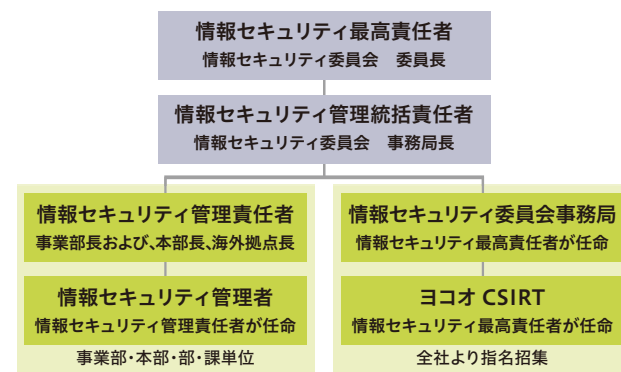 情報セキュリティ最高責任者
情報セキュリティ委員会　委員長
情報セキュリティ管理統括責任者
情報セキュリティ委員会　事務局長
情報セキュリティ管理責任者
事業部長および、本部長、海外拠点長
情報セキュリティ管理者
情報セキュリティ管理責任者が任命
事業部・本部・部・課単位
情報セキュリティ委員会事務局
情報セキュリティ最高責任者が任命
ヨコオ CSIRT
情報セキュリティ最高責任者が任命
全社より指名招集